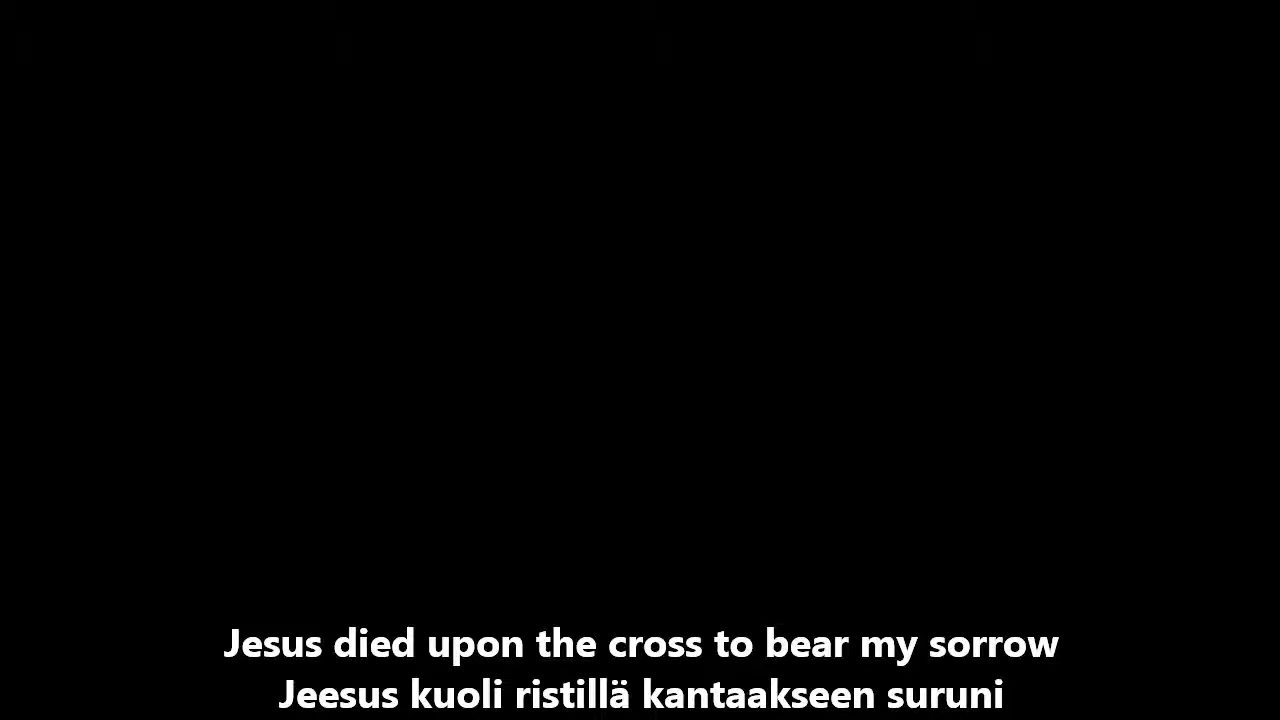 Jesus died upon the cross to bear my sorrow
Jeesus kuoli ristillä kantaakseen suruni